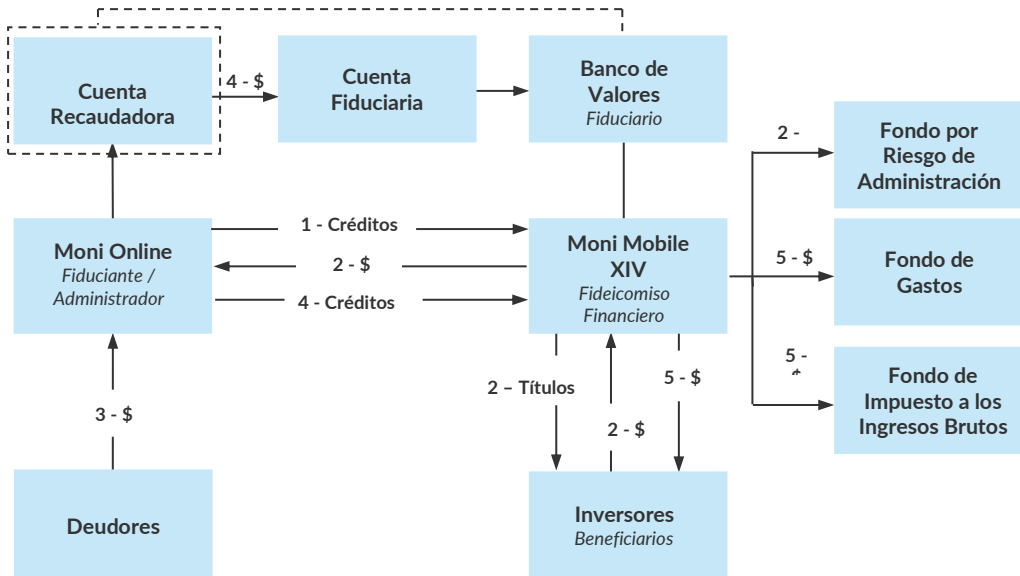 Cuenta
Recaudadora
4 - $
Cuenta
Fiduciaria
Banco de
Valores
Fiduciario
2 -
Fondo por
Riesgo de
Administración
Moni Online
Fiduciante /
Administrador
1 - Créditos
2 - $
4 - Créditos
Moni Mobile
XIV
Fideicomiso
Financiero
5 - $
Fondo de
Gastos
5 -
Fondo de
Impuesto a los
Ingresos Brutos
3 - $
2 – Títulos
2 - $
5 - $
Deudores
Inversores
Beneficiarios